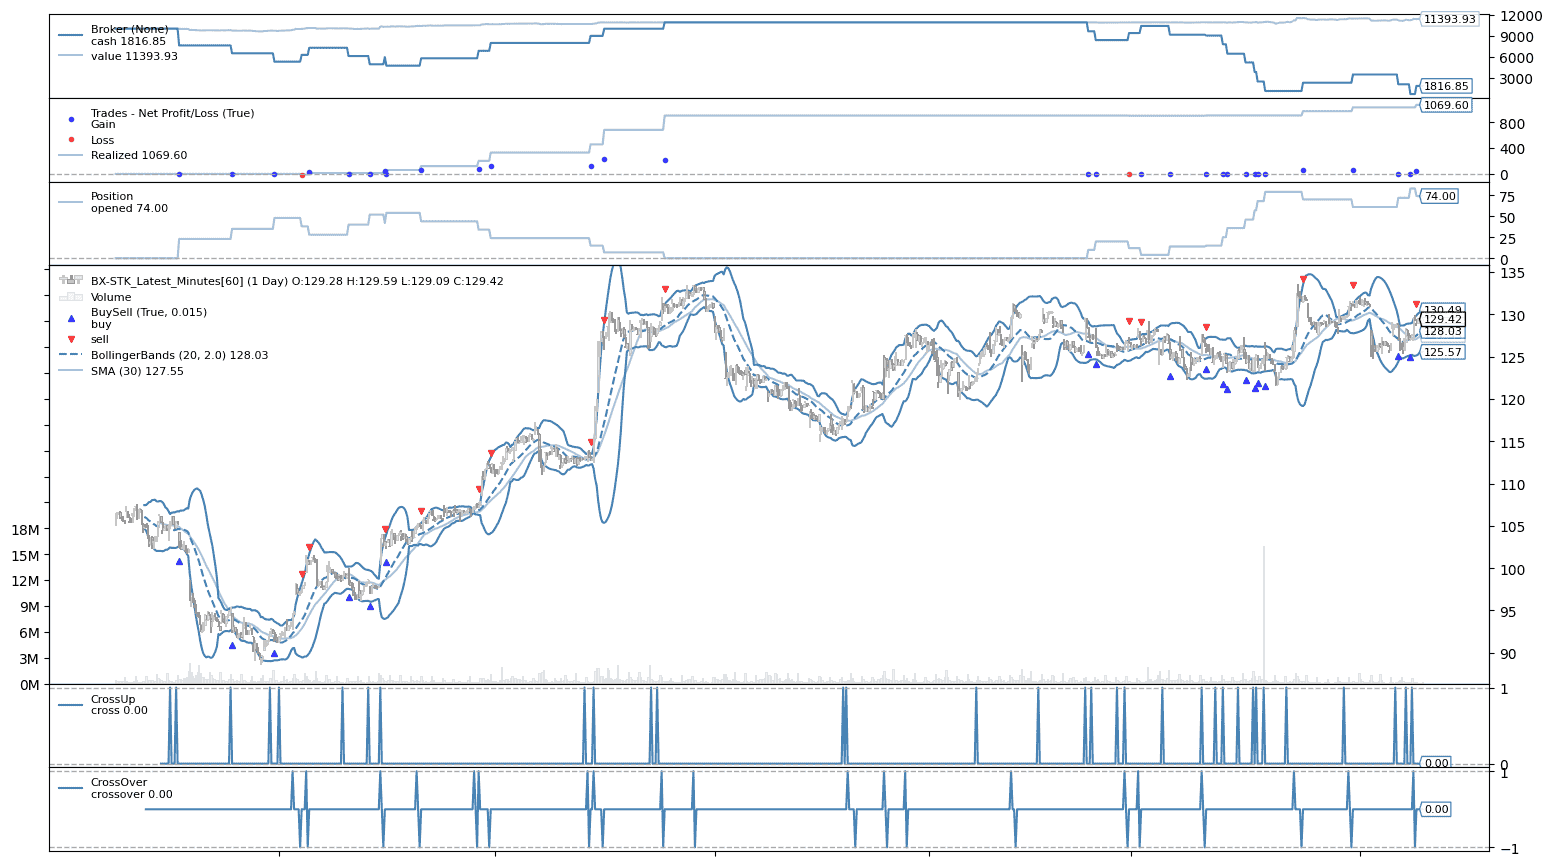 Broker (None)
cash 1816.85
value 11393.93
12000
9000
6000
3000
11393.93
1816.85
Trades - Net Profit/Loss (True)
Gain
Loss
Realized 1069.60
800
400
0
1069.60
Position
opened 74.00
75
50
25
0
74.00
BX-STK_Latest_Minutes[60] (1 Day) O:129.28 H:129.59 L:129.09 C:129.42
Volume
BuySell (True, 0.015)
buy
sell
BollingerBands (20, 2.0) 128.03
SMA (30) 127.55
135
130
125
120
115
110
105
100
95
90
130.49
129.42
128.03
125.57
18M
15M
12M
9M
6M
3M
0M
CrossUp
cross 0.00
1
0
0.00
CrossOver
crossover 0.00
1
−1
0.00